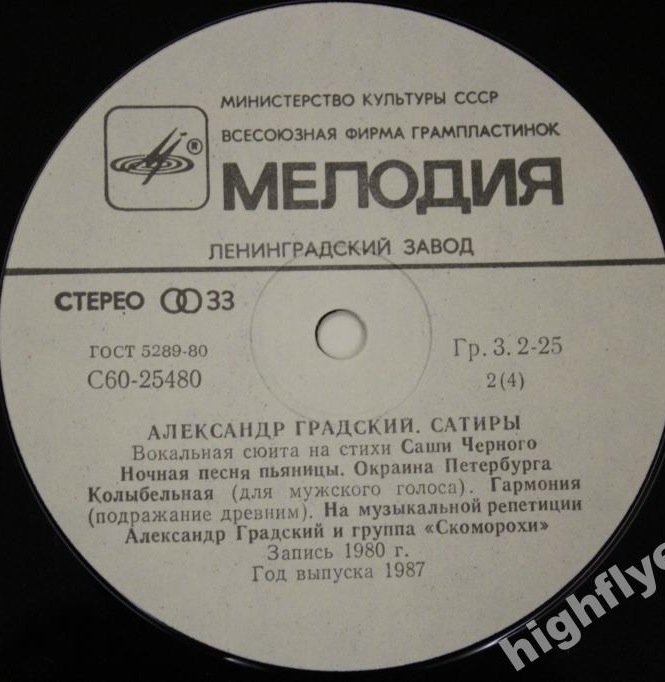 МИНИСТЕРСТВО КУЛЬТУРЫ СССР
ВСЕСОЮЗНАЯ ФИРМА ГРАМПЛАСТИНОК
®
МЕЛОДИЯ
ЛЕНИНГРАДСКИЙ ЗАВОД
СТЕРЕО 33
ГОСТ 5289-80
Гр. 3. 2-25
С60-25480
2(4)
АЛЕКСАНДР ГРАДСКИЙ. САТИРЫ
Вокальная сюита на стихи Саши Черного
Ночная песня пьяницы. Окраина Петербурга
Колыбельная (для мужского голоса). Гармония
(подражание древним). На музыкальной репетиции
Александр Градский и группа «Скоморохи»
Запись 1980 г.
Год выпуска 1987